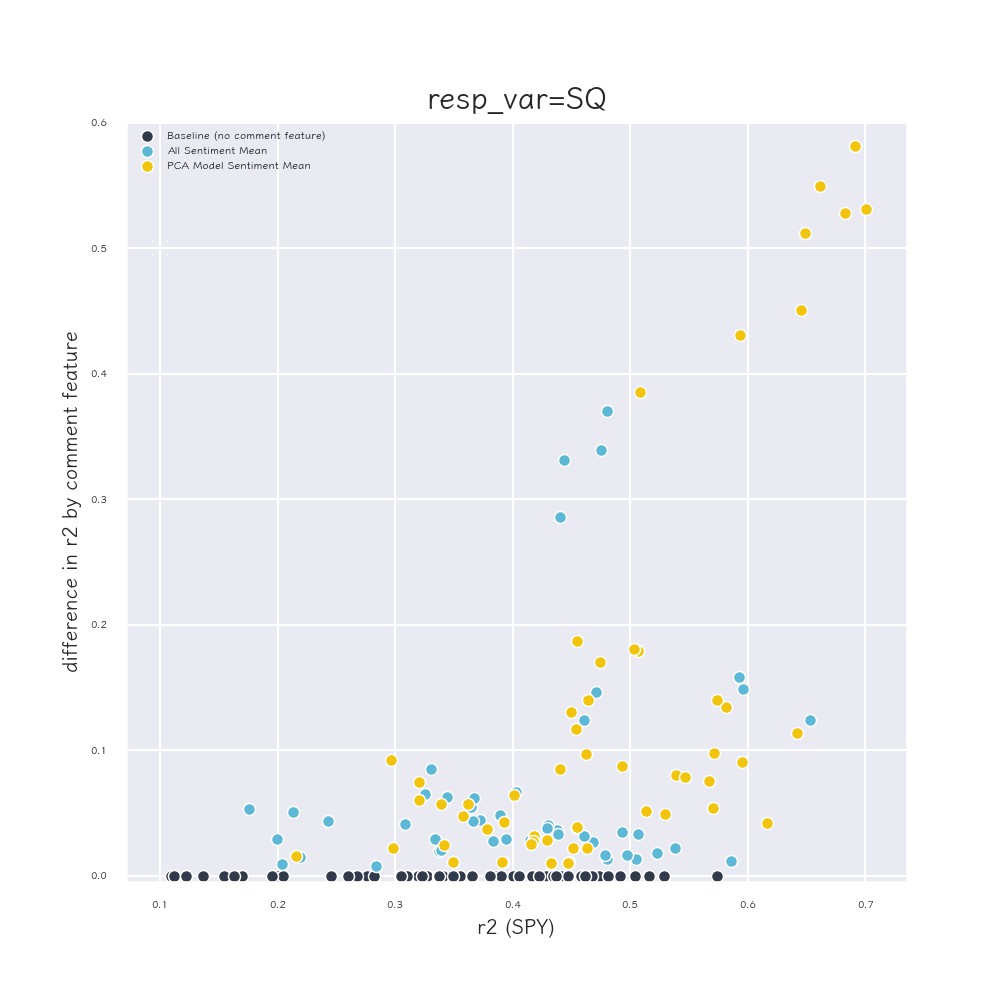 resp_var=SQ
Baseline (no comment feature)
All Sentiment Mean
PCA Model Sentiment Mean
difference in r2 by comment feature
0.6
0.5
0.4
0.3
0.2
0.1
0.0
0.1 0.2 0.3 0.4 0.5 0.6 0.7
r2 (SPY)